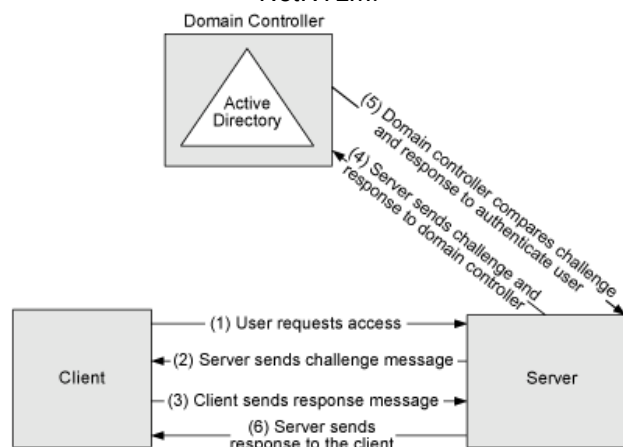 Domain Controller
Active
Directory
(5) Domain controller compares challenge
and response to authenticate user
(4) Server sends challenge and
response to domain controller
(1) User requests access
(2) Server sends challenge message
Client
Server
(3) Client sends response message
(6) Server sends
response to the client